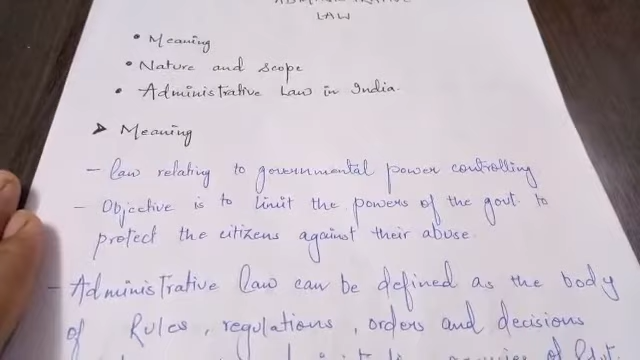 LAW
• Meaning
• Nature and scope
• Administrative Law in India
➤ Meaning
- Law relating to governmental power controlling
- Objective is to limit the powers of the govt. to
protect the citizens against their abuse.
- Administrative law can be defined as the body
of Rules, regulations, orders and decisions
of Govt.